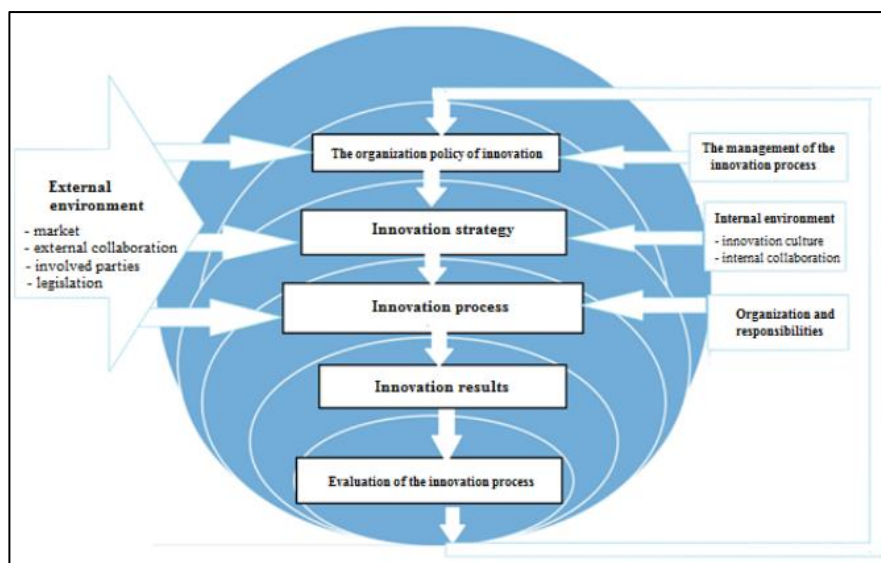 The organization policy of innovation
The management of the
innovation process
External
environment
- market
- external collaboration
- involved parties
- legislation
Innovation strategy
Internal environment
- innovation culture
- internal collaboration
Innovation process
Organization and
responsibilities
Innovation results
Evaluation of the innovation process